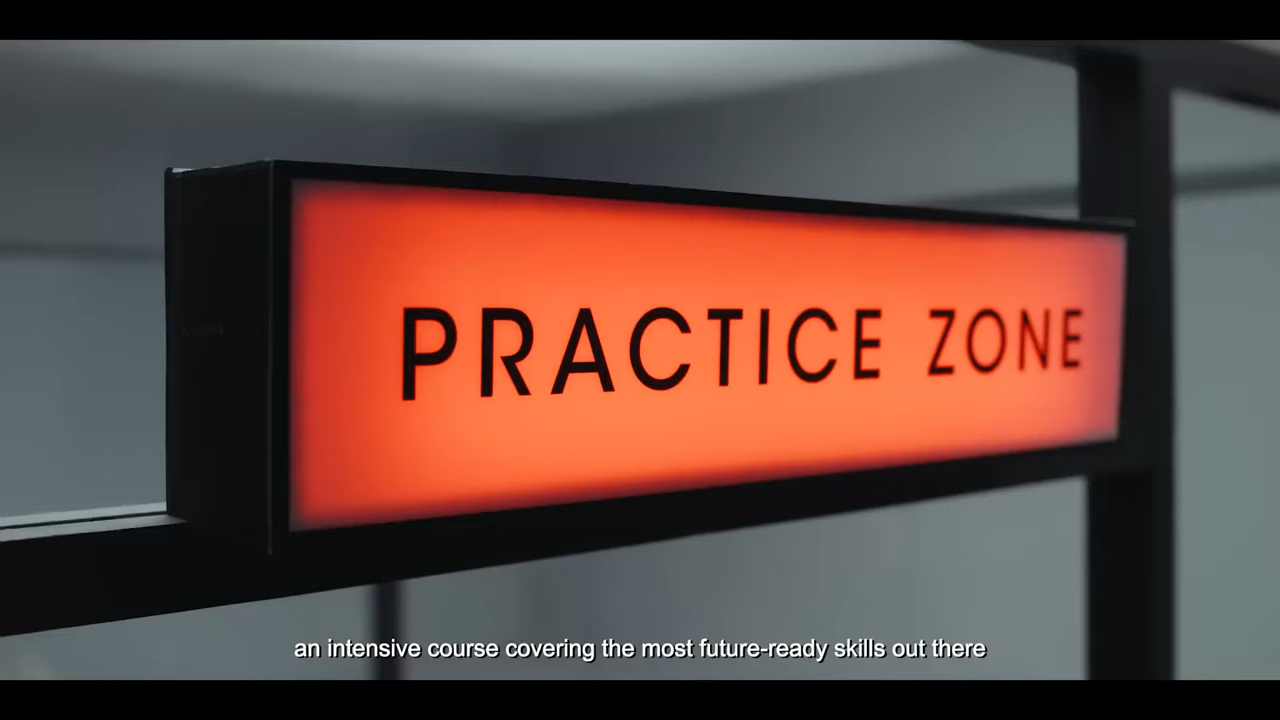 PRACTICE ZONE
an intensive course covering the most future-ready skills out there